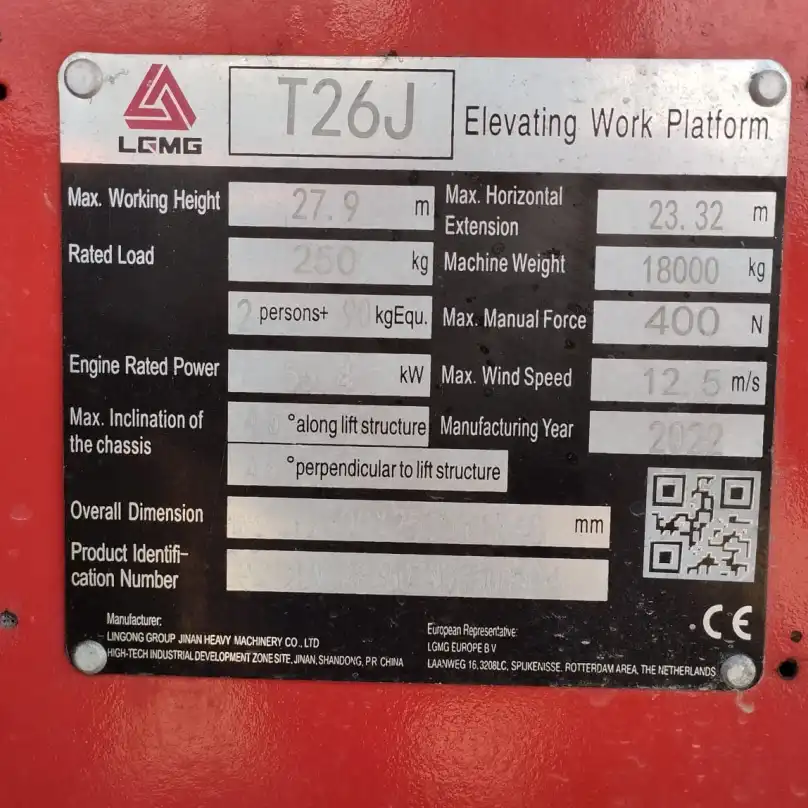 LGMG
T26J
Elevating Work Platform
Max. Working Height 27.9 m
Max. Horizontal Extension 23.32 m
Rated Load 250 kg
Machine Weight 18000 kg
2 persons+ 90 kgEqu.
Max. Manual Force 400 N
Engine Rated Power kW
Max. Wind Speed 12.5 m/s
Max. Inclination of
the chassis
°along lift structure
Manufacturing Year 2022
°perpendicular to lift structure
Overall Dimension mm
Product Identifi-
cation Number
CE
Manufacturer:
LINGONG GROUP JINAN HEAVY MACHINERY CO., LTD
HIGH-TECH INDUSTRIAL DEVELOPMENT ZONE SITE, JINAN, SHANDONG, P.R CHINA
European Representative:
LGMG EUROPE B V
LAANWEG 16, 3208LC, SPIJKENISSE, ROTTERDAM AREA, THE NETHERLANDS